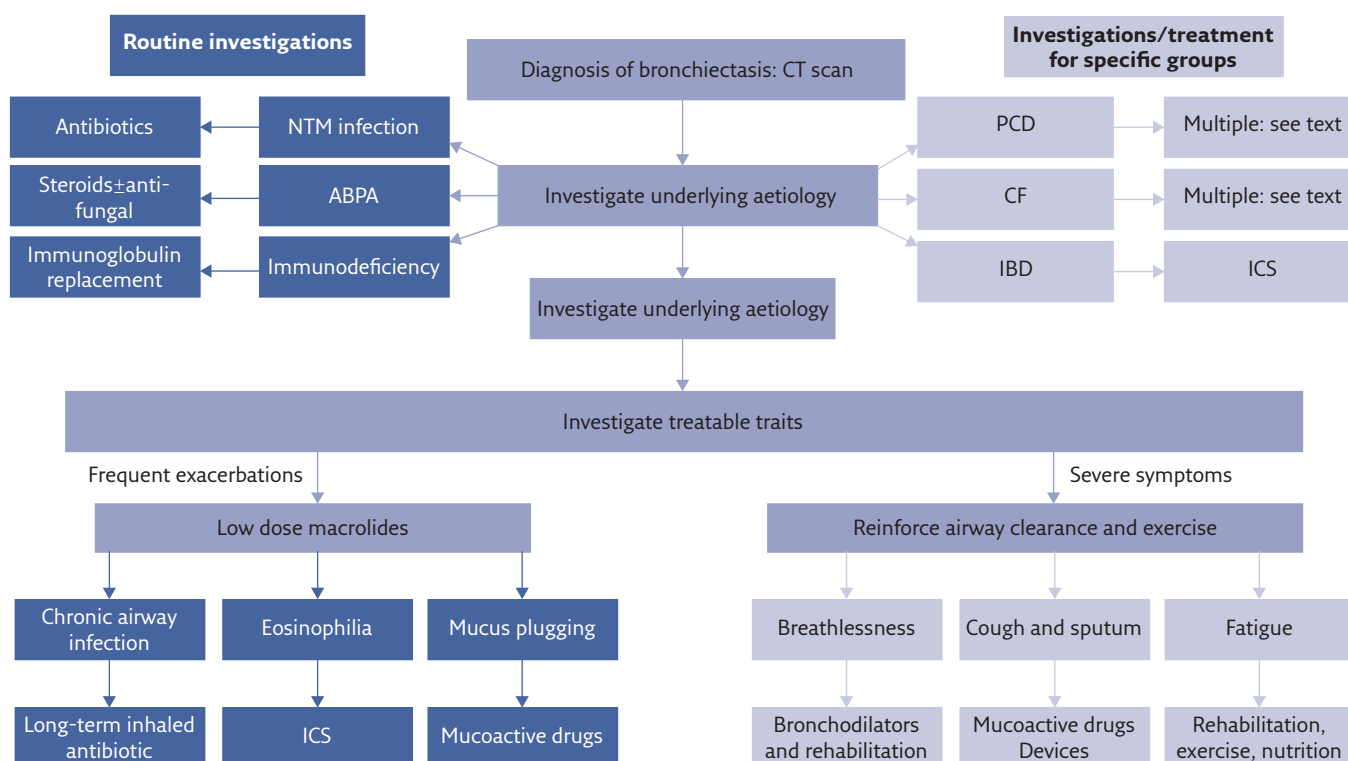 Routine investigations
Diagnosis of bronchiectasis: CT scan
Investigations/treatment
for specific groups
Antibiotics
NTM infection
PCD
Multiple: see text
Steroids±anti-
fungal
ABPA
Investigate underlying aetiology
CF
Multiple: see text
Immunoglobulin
replacement
Immunodeficiency
IBD
ICS
Investigate underlying aetiology
Investigate treatable traits
Frequent exacerbations
Severe symptoms
Low dose macrolides
Reinforce airway clearance and exercise
Chronic airway
infection
Eosinophilia
Mucus plugging
Breathlessness
Cough and sputum
Fatigue
Long-term inhaled
antibiotic
ICS
Mucoactive drugs
Bronchodilators
and rehabilitation
Mucoactive drugs
Devices
Rehabilitation,
exercise, nutrition